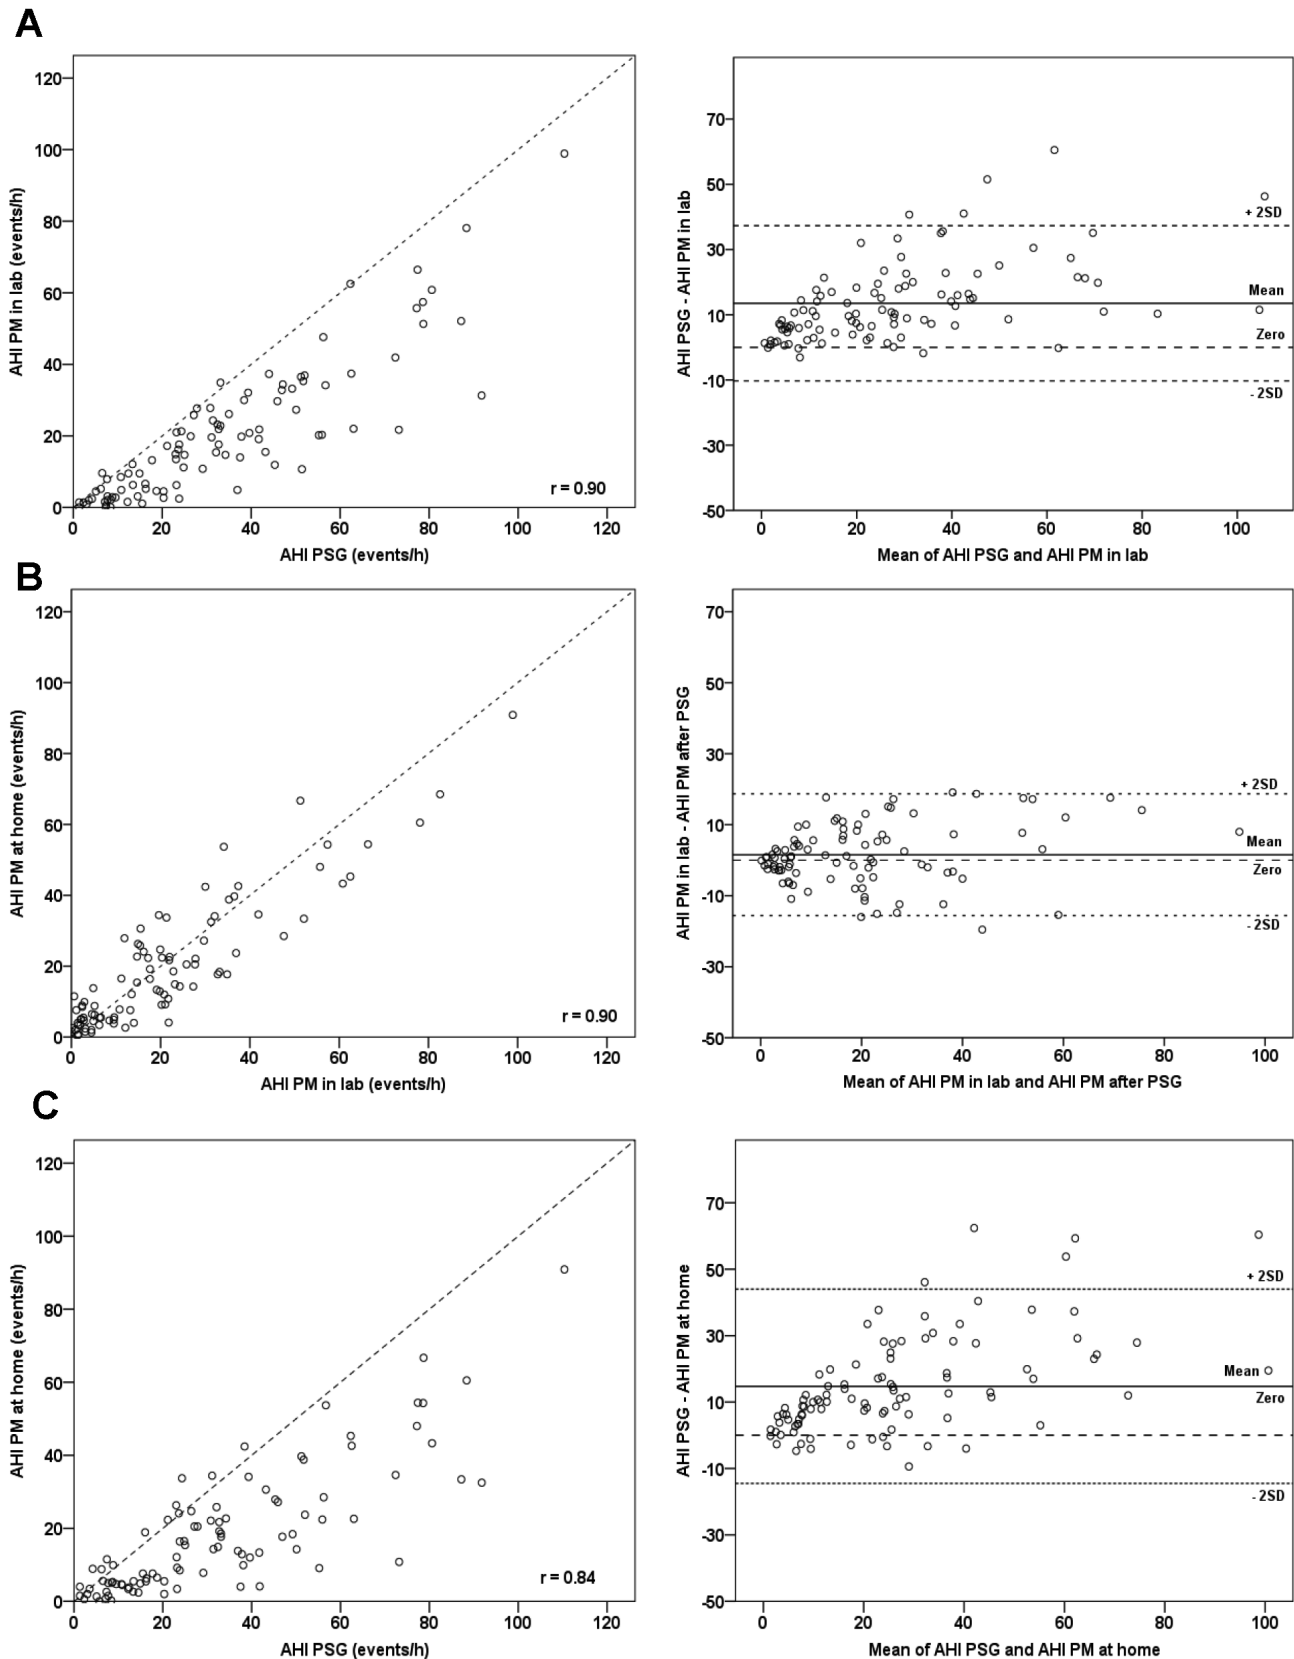 A
AHI PM in lab (events/h)
120
100
80
60
40
20
0
0 20 40 60 80 100 120
AHI PSG (events/h)
r = 0.90
AHI PSG - AHI PM in lab
70
50
30
10
-10
-30
-50
0 20 40 60 80 100
Mean of AHI PSG and AHI PM in lab
+ 2SD
Mean
Zero
- 2SD
B
AHI PM at home (events/h)
120
100
80
60
40
20
0
0 20 40 60 80 100 120
AHI PM in lab (events/h)
r = 0.90
AHI PM in lab - AHI PM after PSG
70
50
30
10
-10
-30
-50
0 20 40 60 80 100
Mean of AHI PM in lab and AHI PM after PSG
+ 2SD
Mean
Zero
- 2SD
C
AHI PM at home (events/h)
120
100
80
60
40
20
0
0 20 40 60 80 100 120
AHI PSG (events/h)
r = 0.84
AHI PSG - AHI PM at home
70
50
30
10
-10
-30
-50
0 20 40 60 80 100
Mean of AHI PSG and AHI PM at home
+ 2SD
Mean
Zero
- 2SD